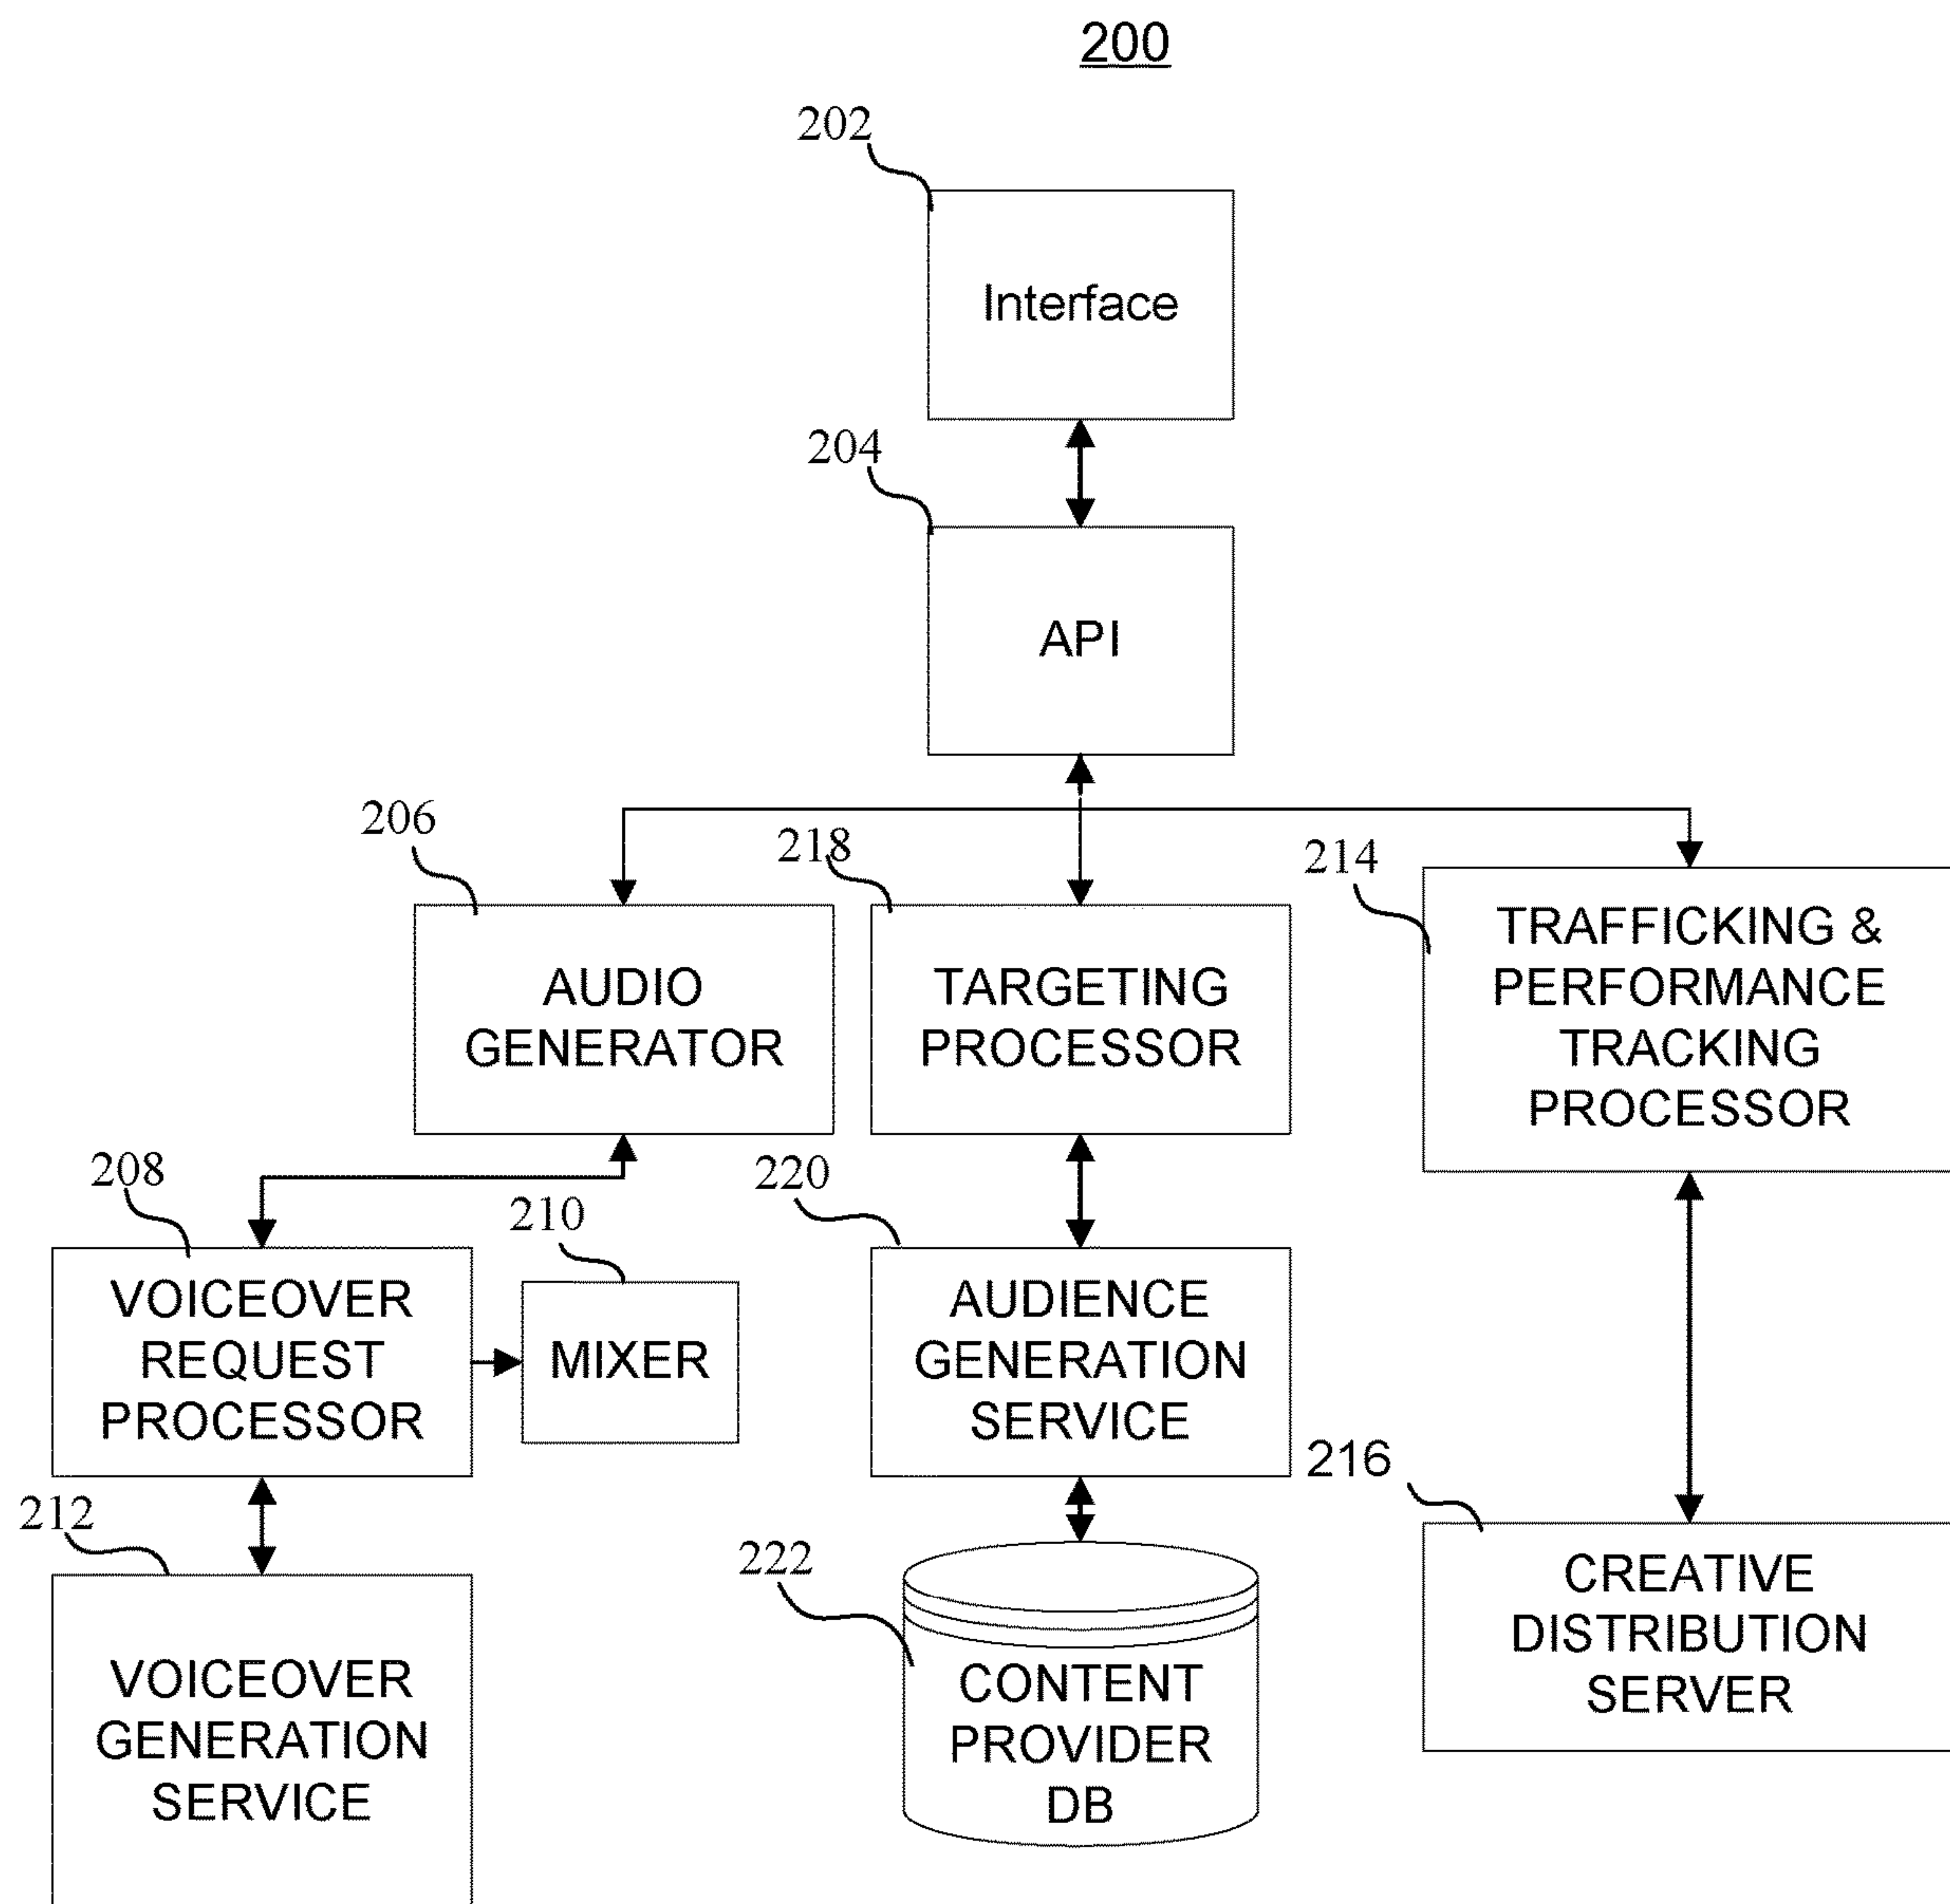 200
202
Interface
204
API
206
218
214
AUDIO
GENERATOR
TARGETING
PROCESSOR
TRAFFICKING &
PERFORMANCE
TRACKING
PROCESSOR
208
210
220
VOICEOVER
REQUEST
PROCESSOR
MIXER
AUDIENCE
GENERATION
SERVICE
216
212
222
VOICEOVER
GENERATION
SERVICE
CONTENT
PROVIDER
DB
CREATIVE
DISTRIBUTION
SERVER